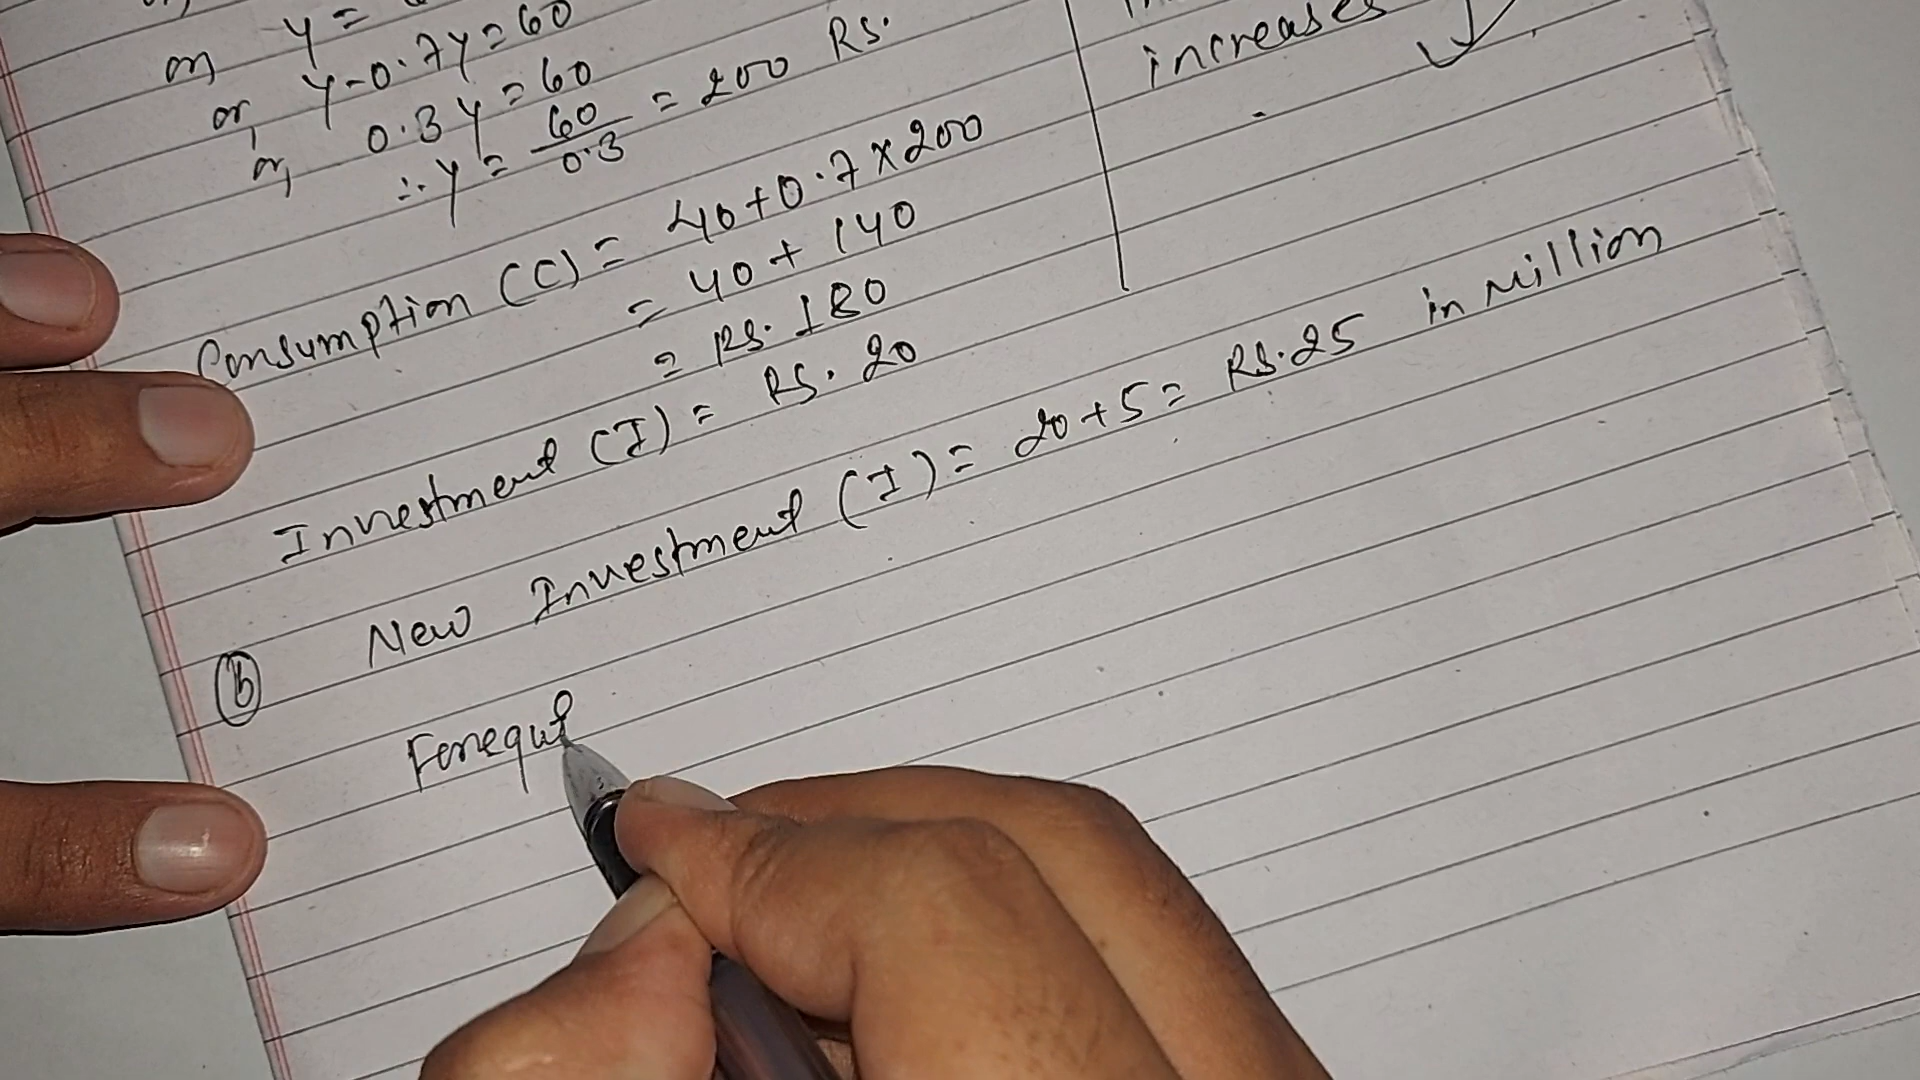 or y =
or, y-0.7y=60
or, 0.3y=60
∴ y = 60/0.3 = 200 Rs.
increases
Consumption (C) = 40+0.7×200
= 40+140
= Rs. 180
Investment (I) = Rs. 20
(b) New Investment (I) = 20+5= Rs.25 in Million
Forequl